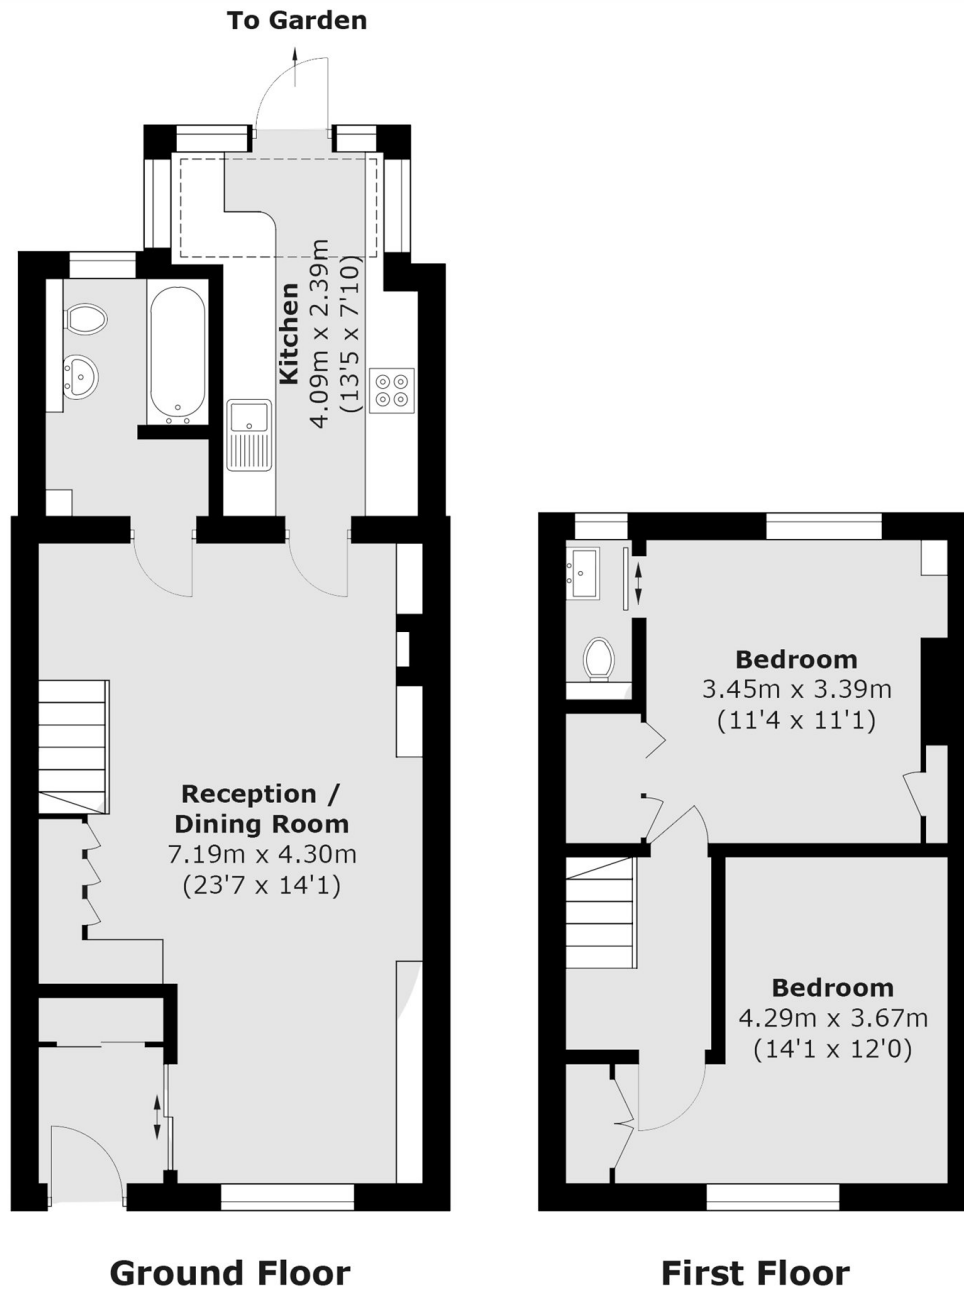 To Garden
Kitchen
4.09m x 2.39m
(13'5 x 7'10)
Reception /
Dining Room
7.19m x 4.30m
(23'7 x 14'1)
Ground Floor
Bedroom
3.45m x 3.39m
(11'4 x 11'1)
Bedroom
4.29m x 3.67m
(14'1 x 12'0)
First Floor